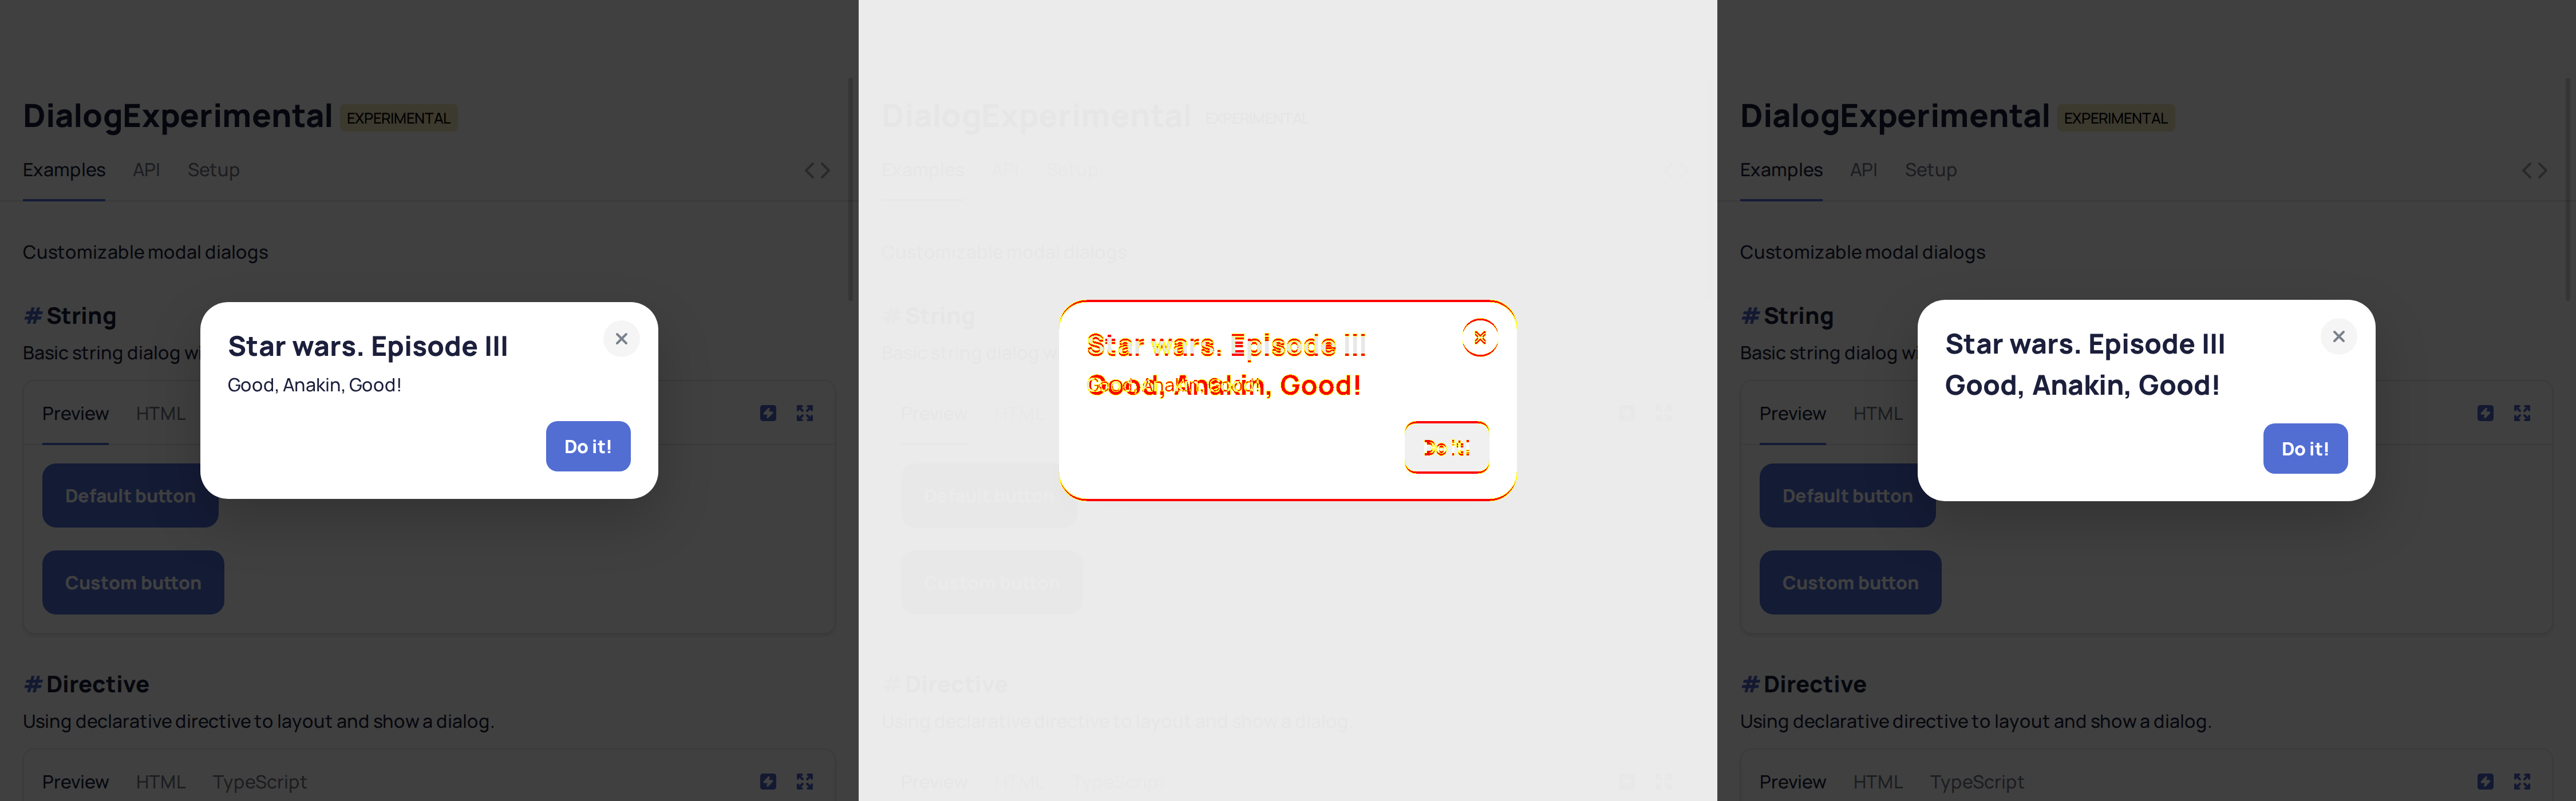 DialogExperimental EXPERIMENTAL
Examples API Setup
Customizable modal dialogs
# String
Basic string dialog wi
Star wars. Episode III
Good, Anakin, Good!
Preview HTML
Do it!
Default button
Custom button
# Directive
Using declarative directive to layout and show a dialog.
Preview HTML TypeScript
DialogExperimental EXPERIMENTAL
Examples API Setup
Customizable modal dialogs
# String
Basic string dialog w
Star wars. Episode III
Good, Anakin, Good!
Good, Anakin, Good!
Preview HTML
Do it!
Default button
Custom button
# Directive
Using declarative directive to layout and show a dialog.
Preview HTML TypeScript
DialogExperimental EXPERIMENTAL
Examples API Setup
Customizable modal dialogs
# String
Basic string dialog wi
Star wars. Episode III
Good, Anakin, Good!
Preview HTML
Do it!
Default button
Custom button
# Directive
Using declarative directive to layout and show a dialog.
Preview HTML TypeScript